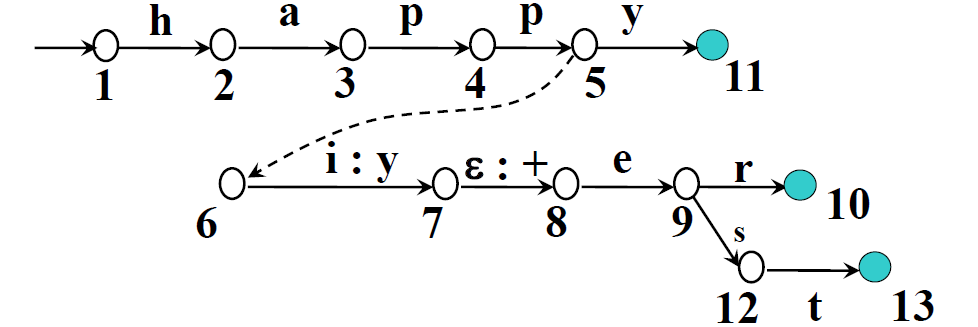 h a p p y
1 2 3 4 5 11
i : y ε : + e r
6 7 8 9 10
s
12 t 13